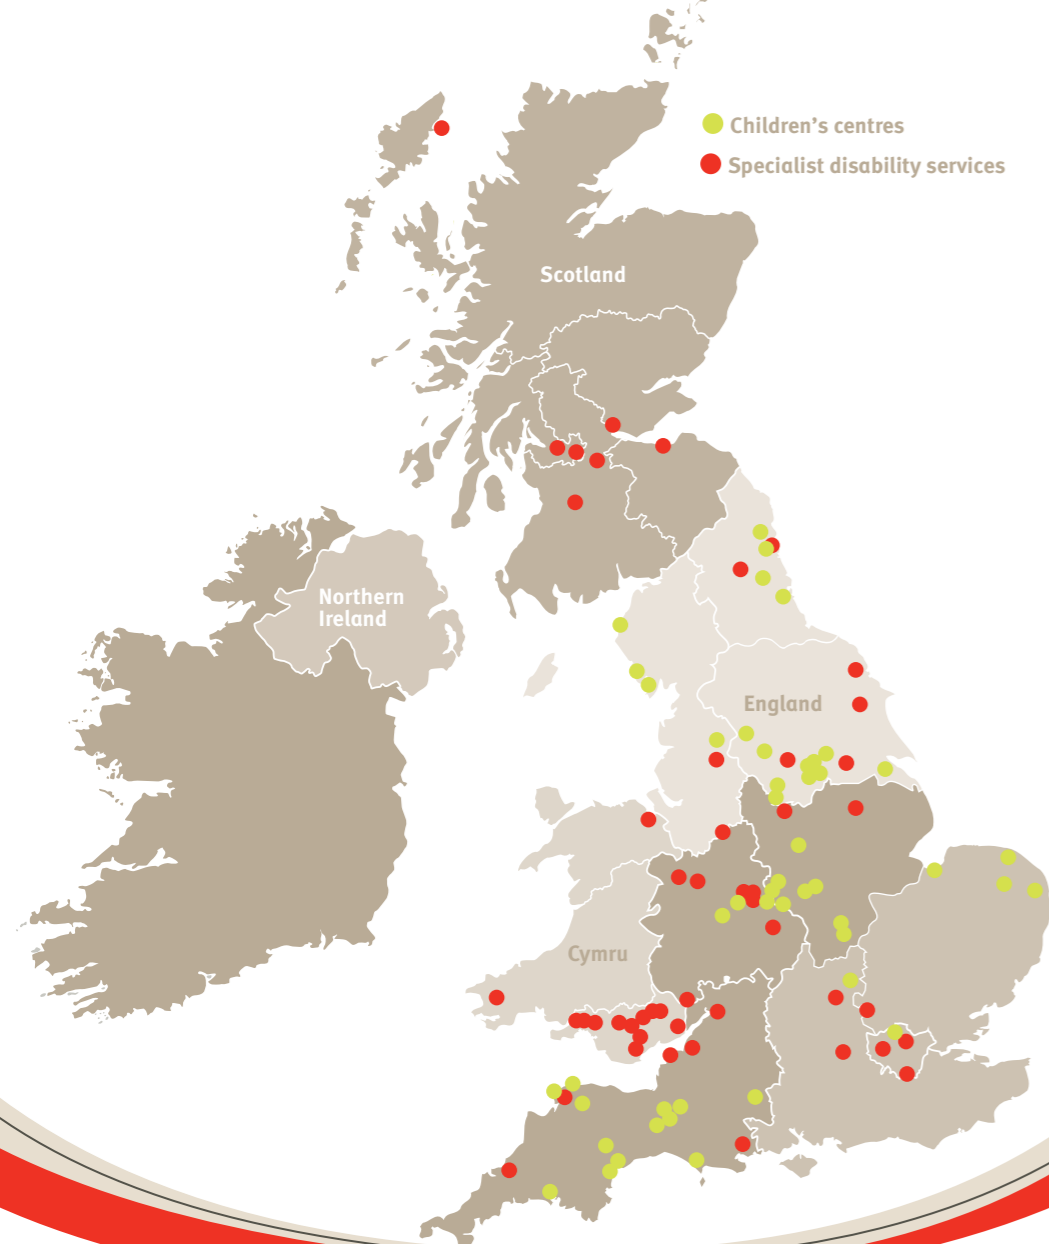 Children's centres
Specialist disability services
Scotland
Northern
Ireland
England
Cymru